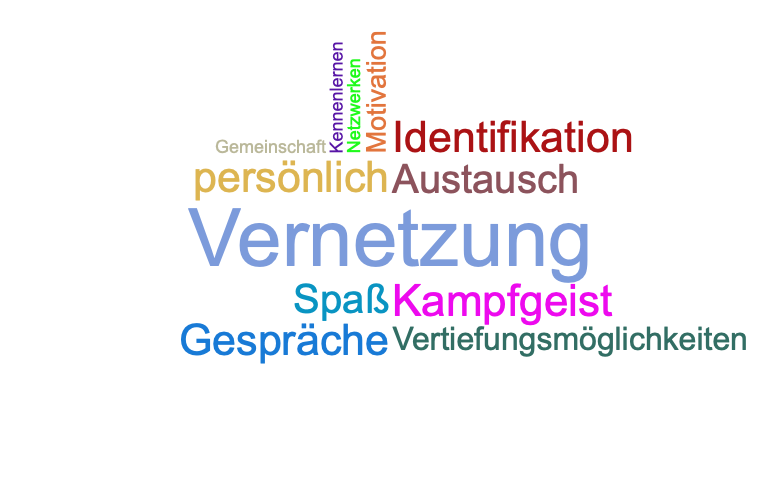 Kennenlernen
Netzwerken
Motivation
Gemeinschaft
Identifikation
persönlich
Austausch
Vernetzung
Spaß
Kampfgeist
Gespräche
Vertiefungsmöglichkeiten